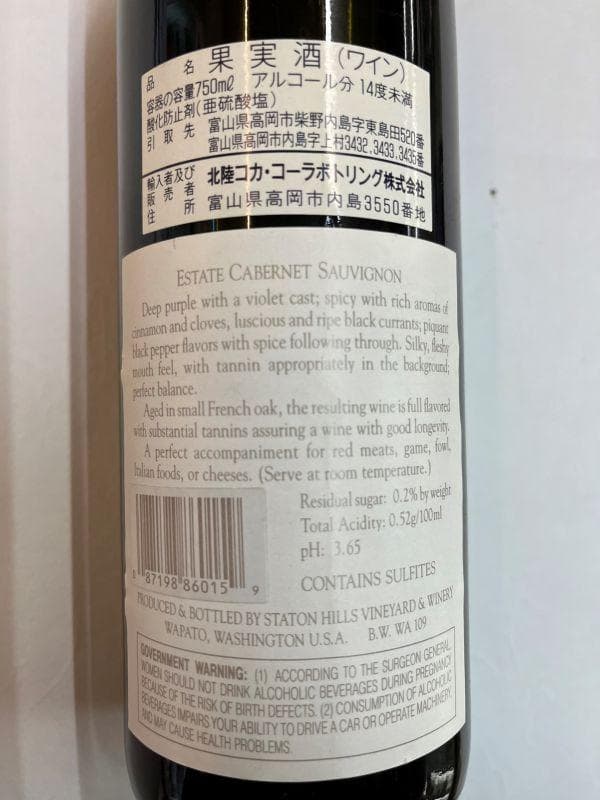 品名 果実酒(ワイン)
容器の容量750mℓ アルコール分14度未満
酸化防止剤(亜硫酸塩)
引取先 富山県高岡市柴野内島字東島田520番
富山県高岡市内島字上村3432,3433,3435番
輸入者及び 北陸コカ・コーラボトリング株式会社
販売者
住所 富山県高岡市内島3550番地
ESTATE CABERNET SAUVIGNON
Deep purple with a violet cast; spicy with rich aromas of
cinnamon and cloves, luscious and ripe black currants; piquant
black pepper flavors with spice following through. Silky, fleshy
mouth feel, with tannin appropriately in the background;
perfect balance.
Aged in small French oak, the resulting wine is full flavored
with substantial tannins assuring a wine with good longevity.
A perfect accompaniment for red meats, game, fowl,
Italian foods, or cheeses. (Serve at room temperature.)
Residual sugar: 0.2% by weight
Total Acidity: 0.52g/100ml
pH: 3.65
CONTAINS SULFITES
87198 86015 9
PRODUCED & BOTTLED BY STATON HILLS VINEYARD & WINERY
WAPATO, WASHINGTON U.S.A. B.W. WA 109
GOVERNMENT WARNING: (1) ACCORDING TO THE SURGEON GENERAL,
WOMEN SHOULD NOT DRINK ALCOHOLIC BEVERAGES DURING PREGNANCY
BECAUSE OF THE RISK OF BIRTH DEFECTS. (2) CONSUMPTION OF ALCOHOLIC
BEVERAGES IMPAIRS YOUR ABILITY TO DRIVE A CAR OR OPERATE MACHINERY,
AND MAY CAUSE HEALTH PROBLEMS.